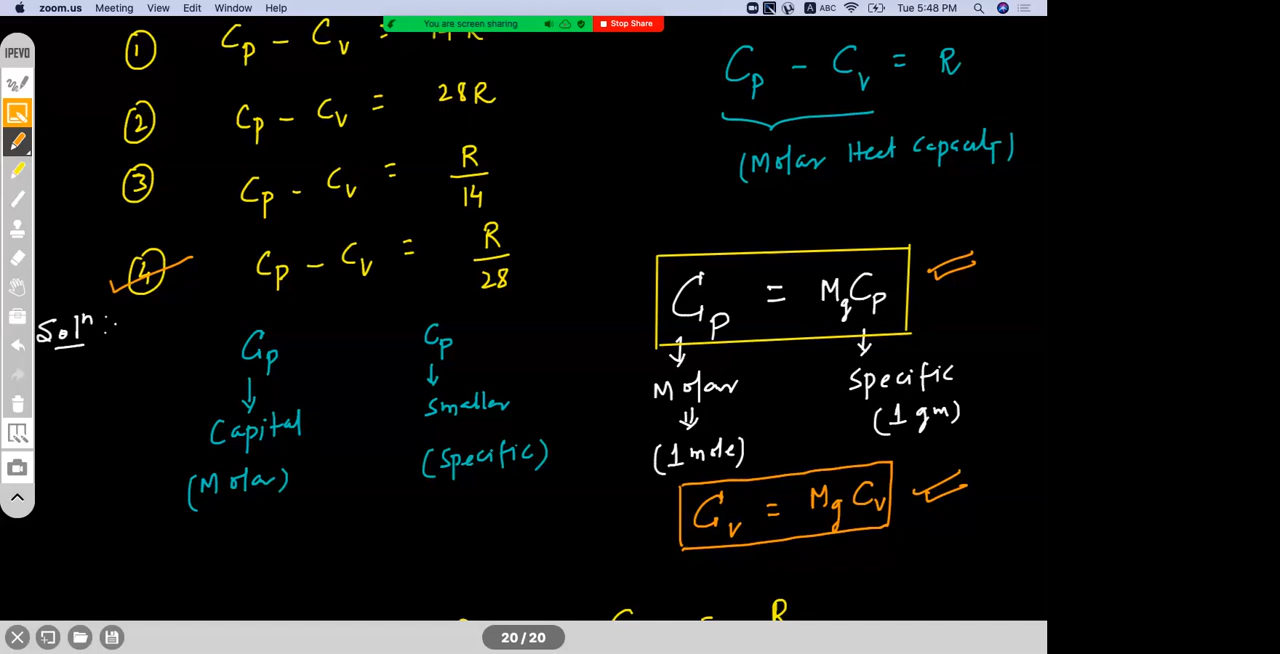 zoom.us Meeting View Edit Window Help
A ABC Tue 5:48 PM
You are screen sharing Stop Share
IPEVO
① Cp - Cv =
② Cp - Cv = 28R
③ Cp - Cv = R/14
④ Cp - Cv = R/28
Cp - Cv = R
(Molar Heat Capacity)
Solⁿ :
Cp Cp
Capital Smaller
(Molar) (Specific)
Cp = MgCp
Molar Specific
(1 mole) (1 gm)
Cv = MgCv
R
20 / 20